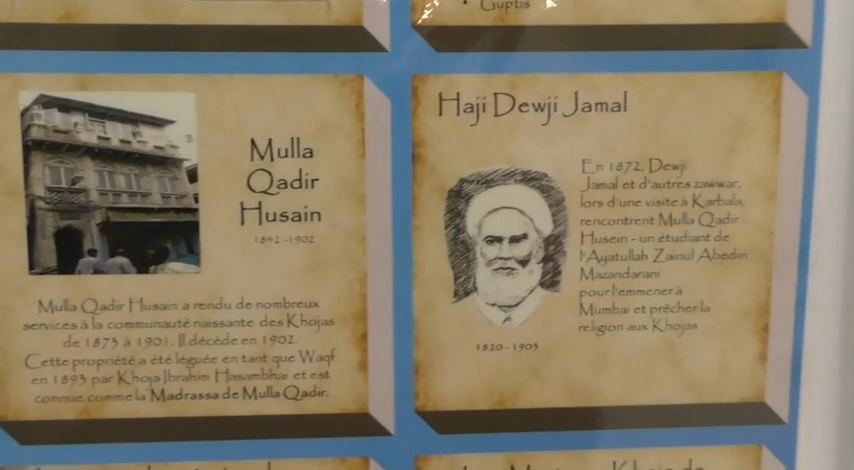 Guptis
Mulla
Qadir
Husain
1842 - 1902
Mulla Qadir Husain a rendu de nombreux
services à la communauté naissante des Khojas
de 1873 à 1901. Il décède en 1902.
Cette propriété a été léguée en tant que Waqf
en 1893 par Khoja Ibrahim Hasambhai et est
connue comme la Madrassa de Mulla Qadir.
Haji Dewji Jamal
En 1872, Dewji
Jamal et d'autres zawwar,
lors d'une visite à Karbala,
rencontrent Mulla Qadir
Husein - un étudiant de
l'Ayatullah Zainul Abedin
Mazandarani
pour l'emmener à
Mumbai et prêcher la
religion aux Khojas
1820 - 1905